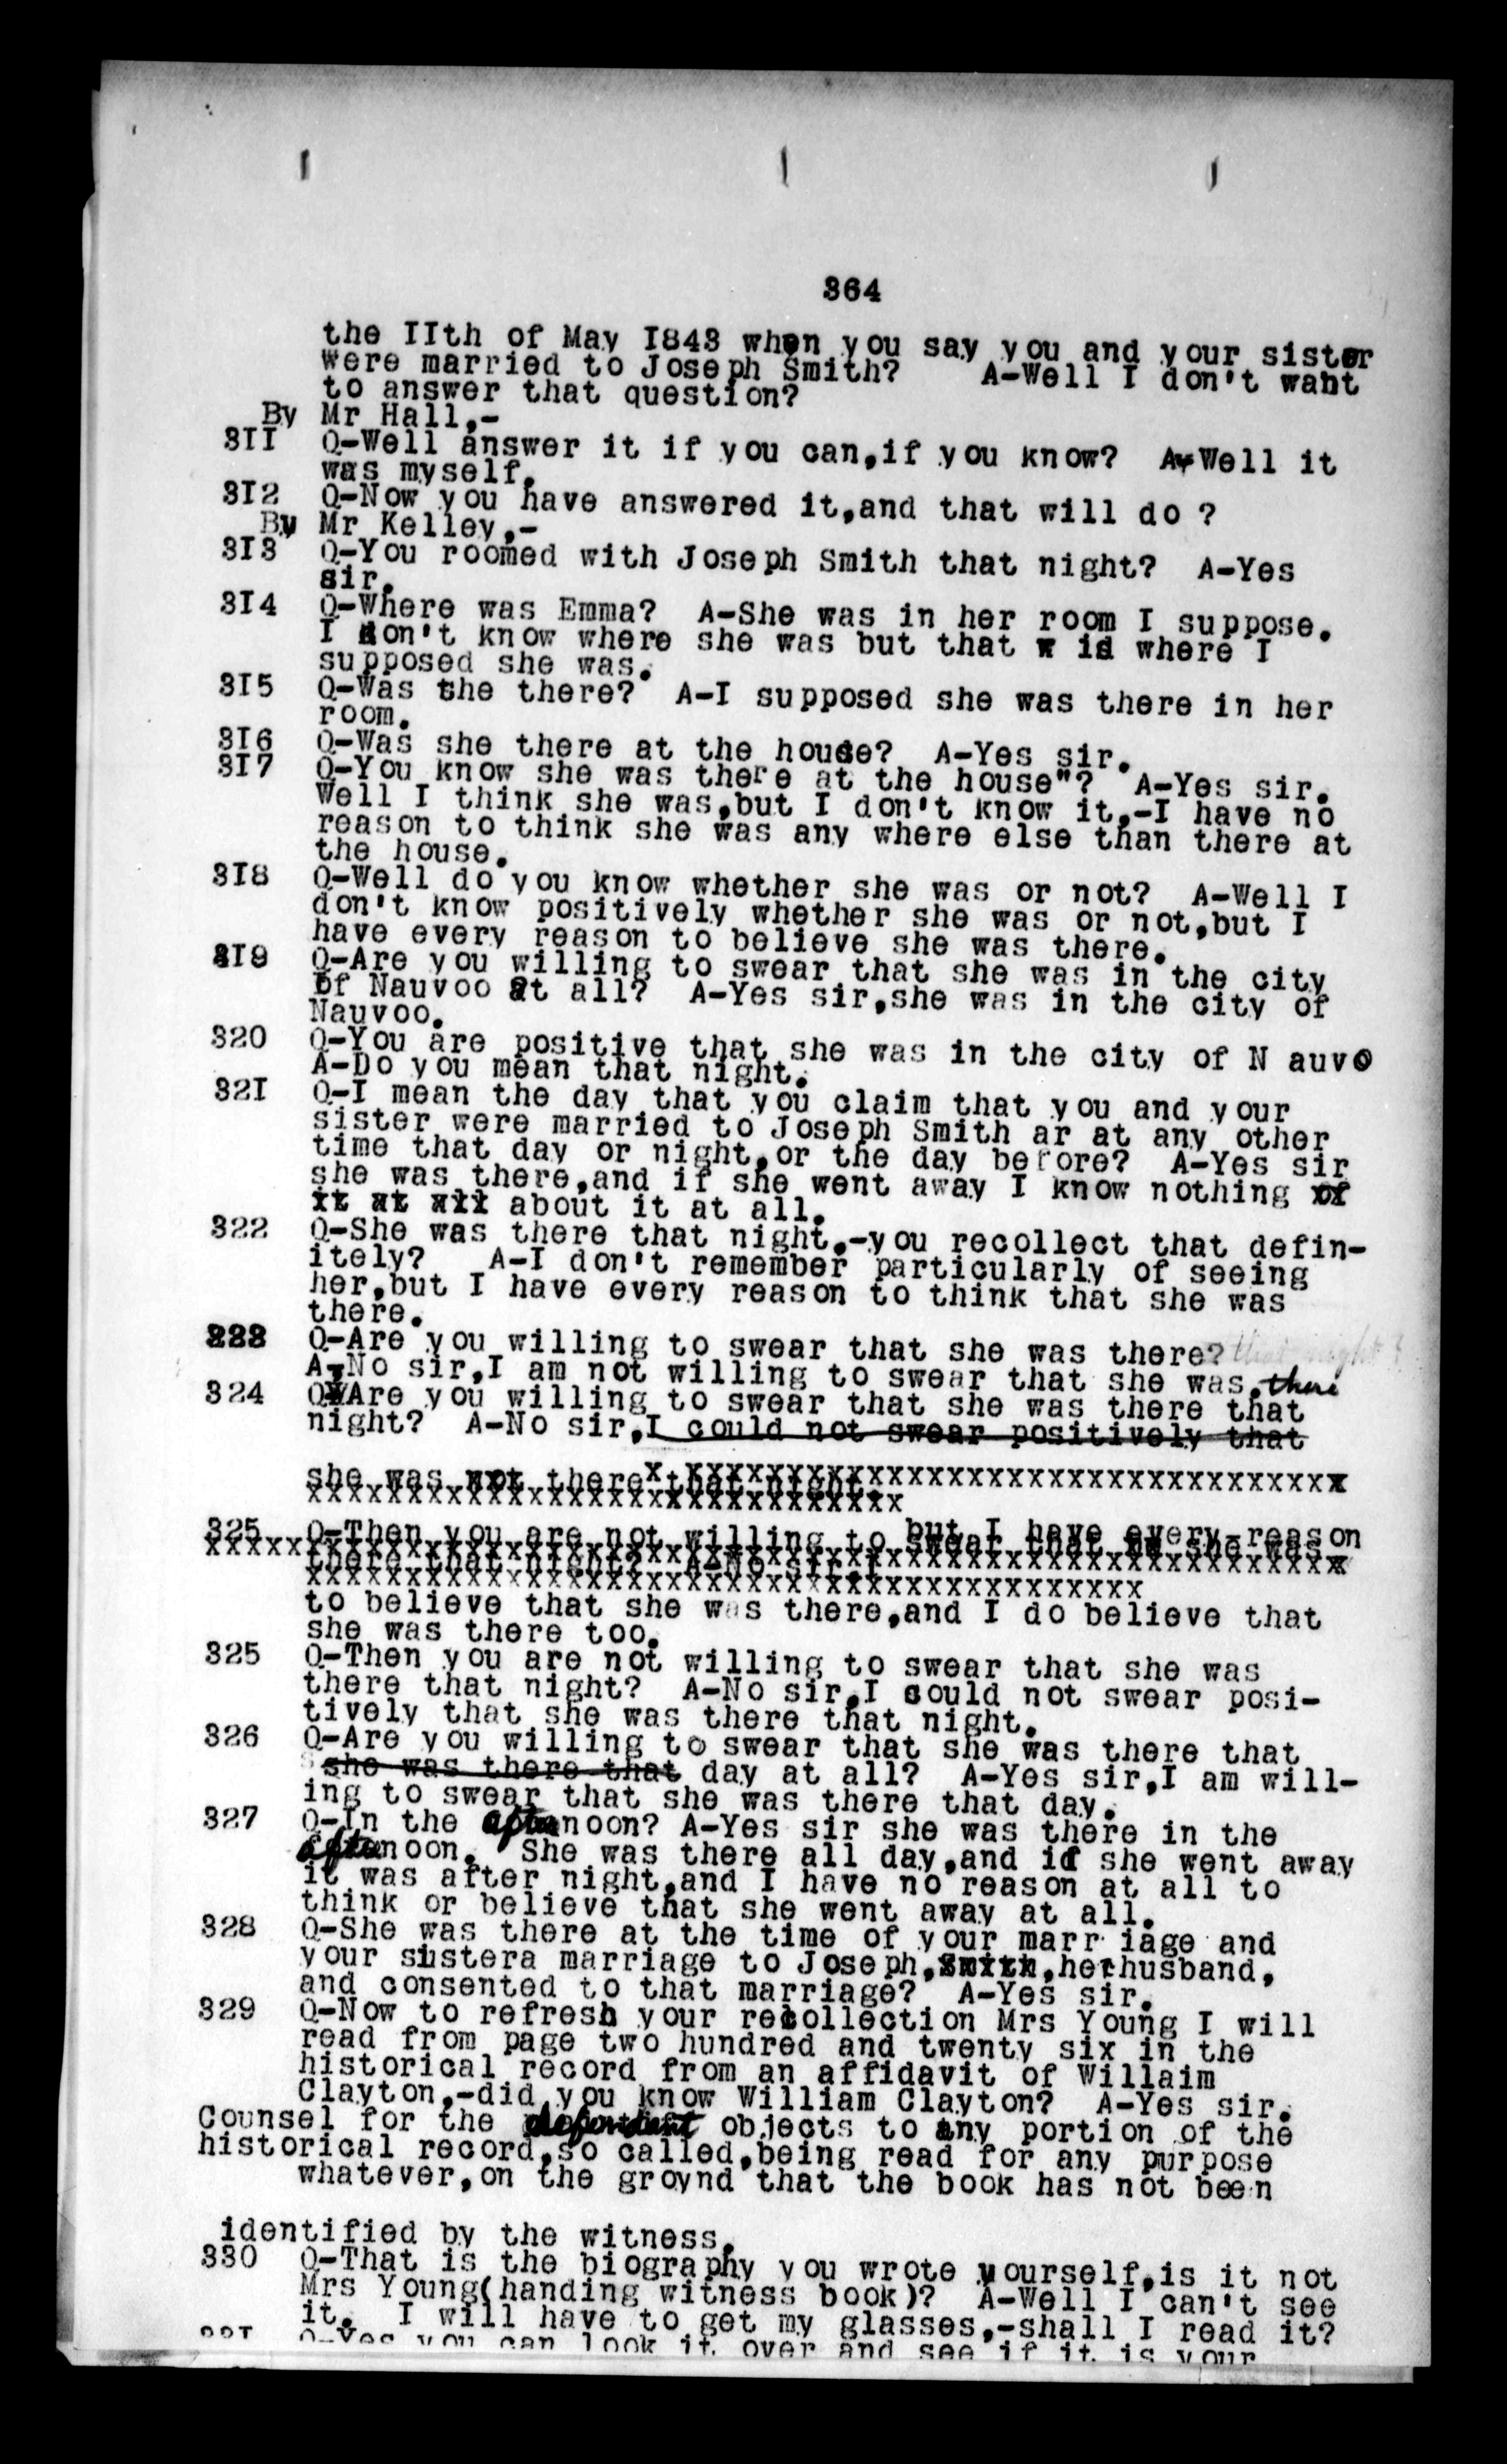 364
the IIth of May I843 when you say you and your sister
were married to Joseph Smith?    A-Well I don't want
to answer that question?
By Mr Hall,-
3II Q-Well answer it if you can,if you know?  A-Well it
was myself.
3I2 Q-Now you have answered it,and that will do ?
By Mr Kelley,-
3I3 Q-You roomed with Joseph Smith that night?  A-Yes
sir.
3I4 Q-Where was Emma?  A-She was in her room I suppose.
I don't know where she was but that w is where I
supposed she was.
3I5 Q-Was she there?  A-I supposed she was there in her
room.
3I6 Q-Was she there at the house?  A-Yes sir.
3I7 Q-You know she was there at the house"?  A-Yes sir.
Well I think she was,but I don't know it,-I have no
reason to think she was any where else than there at
the house.
3I8 Q-Well do you know whether she was or not?  A-Well I
don't know positively whether she was or not,but I
have every reason to believe she was there.
3I9 Q-Are you willing to swear that she was in the city
of Nauvoo at all?  A-Yes sir,she was in the city of
Nauvoo.
320 Q-You are positive that she was in the city of N auvo
A-Do you mean that night.
32I Q-I mean the day that you claim that you and your
sister were married to Joseph Smith ar at any other
time that day or night,or the day before?  A-Yes sir
she was there,and if she went away I know nothing of
it at all about it at all.
322 Q-She was there that night,-you recollect that defin-
itely?   A-I don't remember particularly of seeing
her,but I have every reason to think that she was
there.
323 Q-Are you willing to swear that she was there? that night?
A-No sir,I am not willing to swear that she was.there
324 Q-Are you willing to swear that she was there that
night?  A-No sir,I could not swear positively that
she was not there that night.
325 Q-Then you are not willing to but I have every reason
there that night?  A-No sir,I
to believe that she was there,and I do believe that
she was there too.
325 Q-Then you are not willing to swear that she was
there that night?  A-No sir,I could not swear posi-
tively that she was there that night.
326 Q-Are you willing to swear that she was there that
she was there that day at all?  A-Yes sir,I am will-
ing to swear that she was there that day.
327 Q-In the afternoon? A-Yes sir she was there in the
afternoon.  She was there all day,and if she went away
it was after night,and I have no reason at all to
think or believe that she went away at all.
328 Q-She was there at the time of your marr iage and
your sistera marriage to Joseph,Smith,her husband,
and consented to that marriage?  A-Yes sir.
329 Q-Now to refresh your recollection Mrs Young I will
read from page two hundred and twenty six in the
historical record from an affidavit of Willaim
Clayton,-did you know William Clayton?  A-Yes sir.
Counsel for the defendant objects to any portion of the
historical record,so called,being read for any purpose
whatever,on the groynd that the book has not been
identified by the witness.
330 Q-That is the biography you wrote yourself,is it not
Mrs Young(handing witness book)?  A-Well I can't see
it.  I will have to get my glasses,-shall I read it?
33I Q-Yes you can look it over and see if it is your